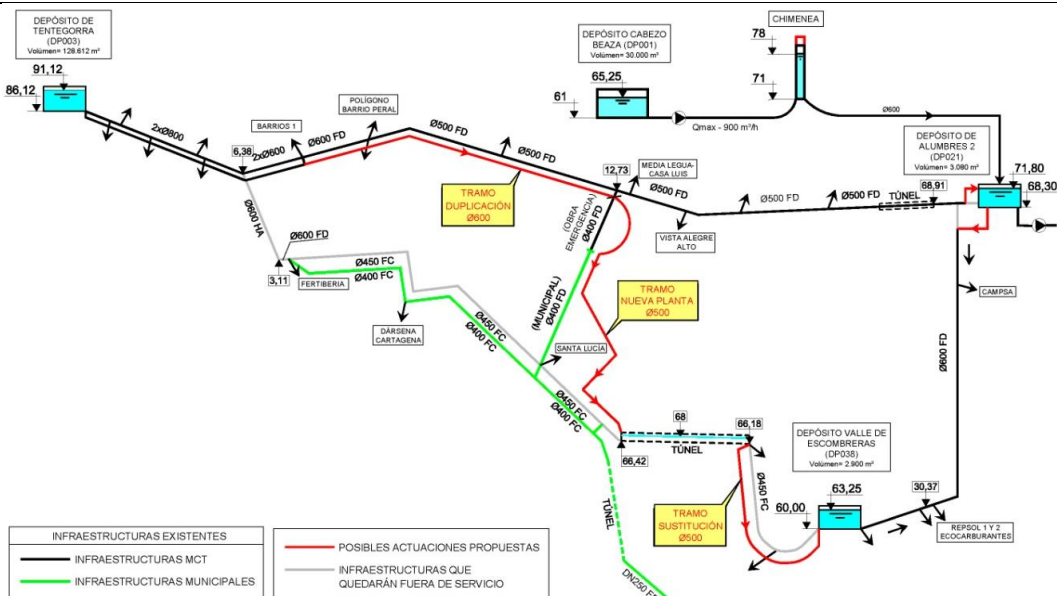 DEPÓSITO DE
TENTEGORRA
(DP003)
Volúmen= 128.612 m³
91,12
86,12
2xØ800
6,38
BARRIOS 1
2xØ600
Ø600 FD
POLÍGONO
BARRIO PERAL
Ø500 FD
Ø500 FD
TRAMO
DUPLICACIÓN
Ø600
DEPÓSITO CABEZO
BEAZA (DP001)
Volúmen= 30.000 m³
65,25
61
Qmax - 900 m³/h
CHIMENEA
78
71
Ø600
DEPÓSITO DE
ALUMBRES 2
(DP021)
Volúmen= 3.080 m³
71,80
68,30
68,91
TÚNEL
Ø500 FD
Ø500 FD
Ø500 FD
12,73
MEDIA LEGUA-
CASA LUIS
VISTA ALEGRE
ALTO
(OBRA
EMERGENCIA)
Ø400 FD
(MUNICIPAL)
Ø400 FD
TRAMO
NUEVA PLANTA
Ø500
SANTA LUCÍA
Ø600 HA
Ø600 FD
3,11
Ø450 FC
Ø400 FC
FERTIBERIA
DÁRSENA
CARTAGENA
Ø450 FC
Ø400 FC
Ø450 FC
Ø400 FC
66,42
68
TÚNEL
66,18
Ø450 FC
TRAMO
SUSTITUCIÓN
Ø500
TÚNEL
DN250 F
DEPÓSITO VALLE DE
ESCOMBRERAS
(DP038)
Volúmen= 2.900 m³
63,25
60,00
30,37
REPSOL 1 Y 2
ECOCARBURANTES
CAMPSA
Ø600 FD
INFRAESTRUCTURAS EXISTENTES
INFRAESTRUCTURAS MCT
INFRAESTRUCTURAS MUNICIPALES
POSIBLES ACTUACIONES PROPUESTAS
INFRAESTRUCTURAS QUE
QUEDARÁN FUERA DE SERVICIO